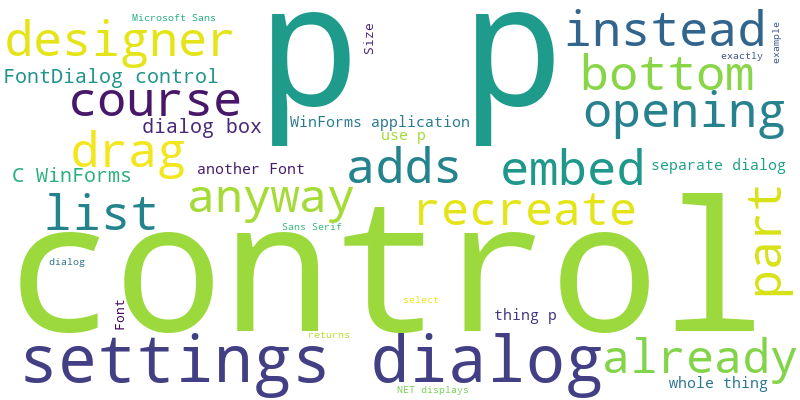 Microsoft Sans
designer
p p
Size
instead
example
exactly
FontDialog control
bottom
course
opening
dialog box
WinForms application
use p
drag
adds
embed
separate dialog
another Font
C WinForms
anyway
list
recreate
part
Sans Serif
control
dialog
select
Font
thing p
returns
settings
dialog
already
whole thing
NET displays